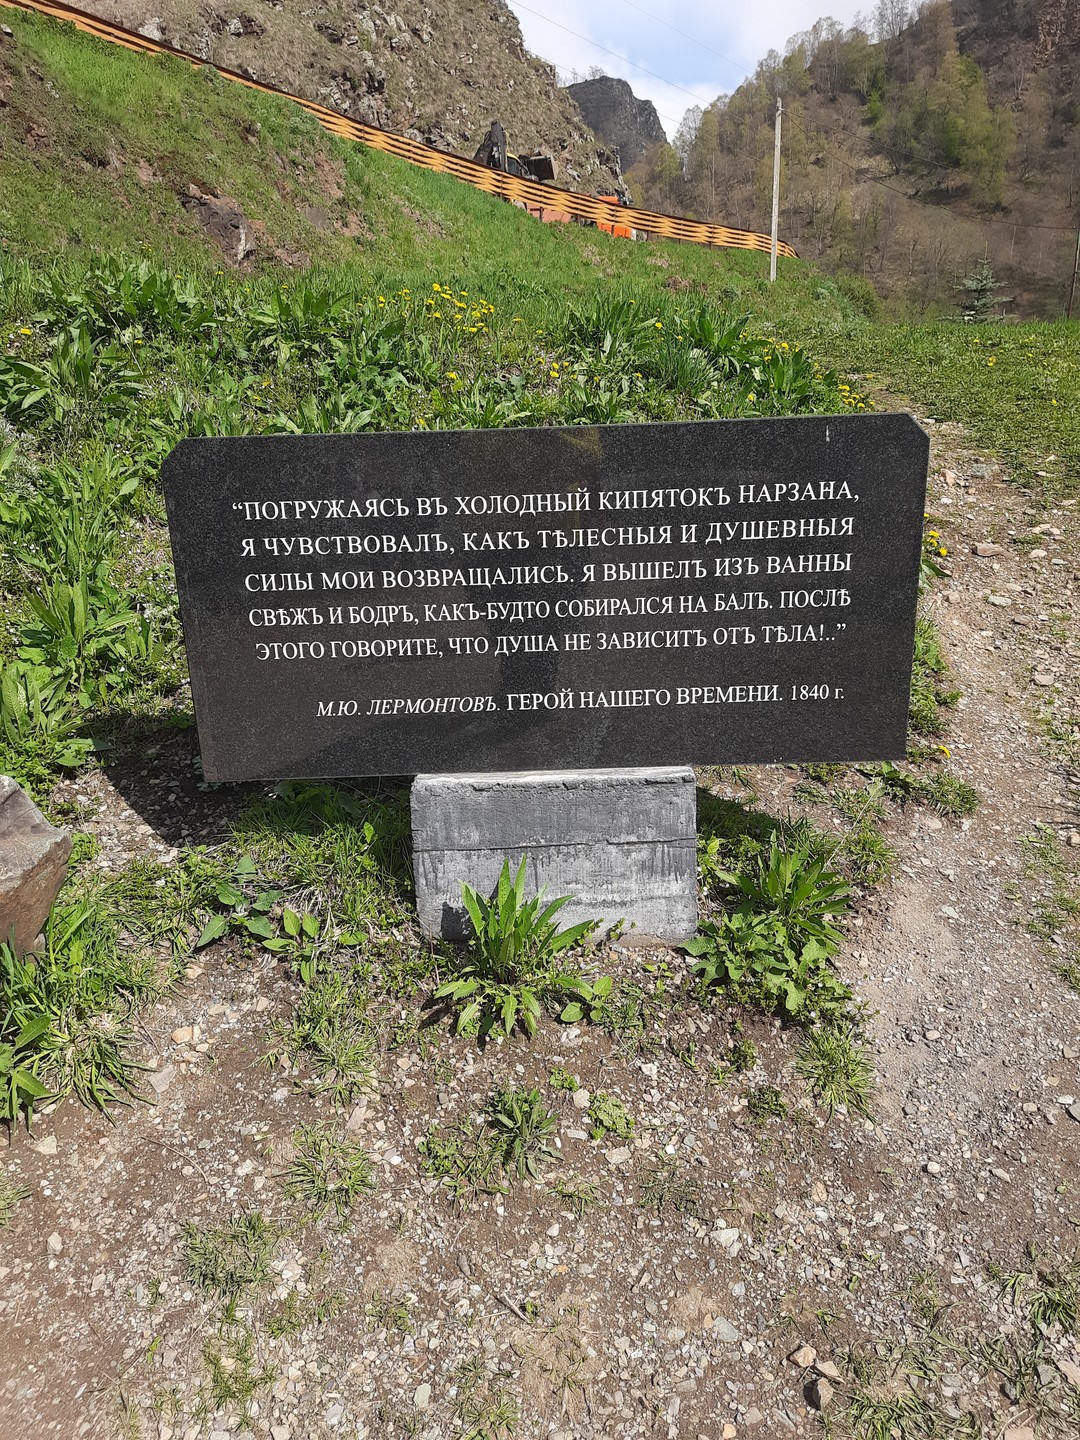 “ПОГРУЖАЯСЬ ВЪ ХОЛОДНЫЙ КИПЯТОКЪ НАРЗАНА,
Я ЧУВСТВОВАЛЪ, КАКЪ ТѢЛЕСНЫЯ И ДУШЕВНЫЯ
СИЛЫ МОИ ВОЗВРАЩАЛИСЬ. Я ВЫШЕЛЪ ИЗЪ ВАННЫ
СВѢЖЪ И БОДРЪ, КАКЪ-БУДТО СОБИРАЛСЯ НА БАЛЪ. ПОСЛѢ
ЭТОГО ГОВОРИТЕ, ЧТО ДУША НЕ ЗАВИСИТЪ ОТЪ ТѢЛА!..”
М.Ю. ЛЕРМОНТОВЪ. ГЕРОЙ НАШЕГО ВРЕМЕНИ. 1840 г.